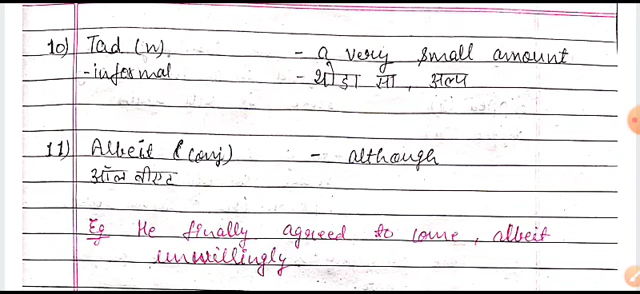 10) Tad (n) - a very small amount
-informal - थोडा सा, अल्प
11) Albeit (conj) - although
ऑल बीइट
Eg He finally agreed to come, albeit
unwillingly